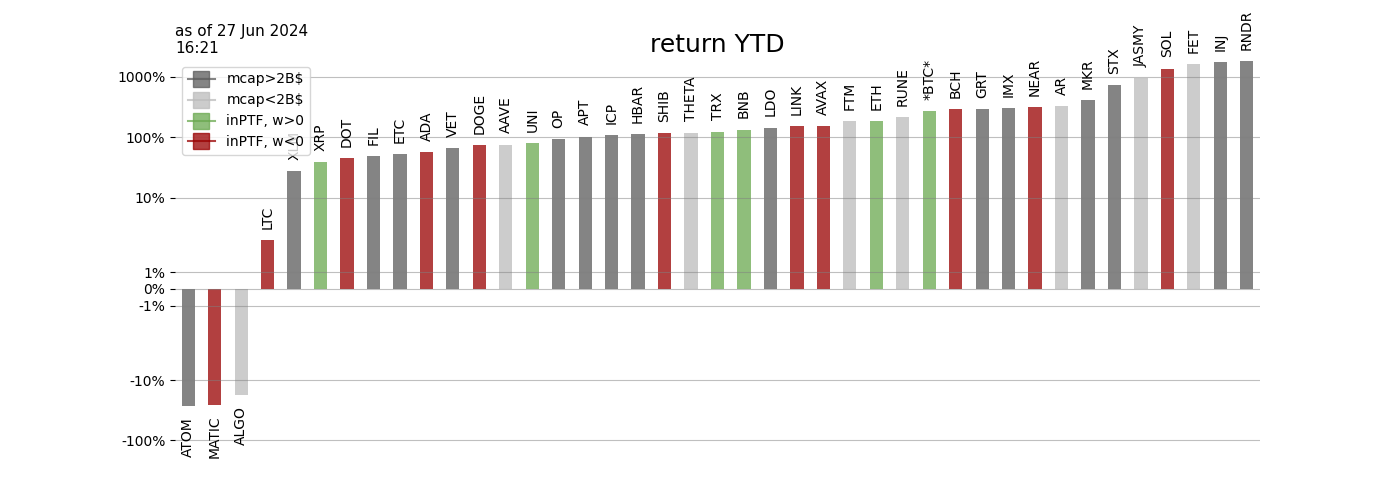 as of 27 Jun 2024
16:21
return YTD
mcap>2B$
mcap<2B$
inPTF, w>0
inPTF, w<0
1000%
100%
10%
1%
0%
-1%
-10%
-100%
ATOM
MATIC
ALGO
LTC
XRP
DOT
FIL
ETC
ADA
VET
DOGE
AAVE
UNI
OP
APT
ICP
HBAR
SHIB
THETA
TRX
BNB
LDO
LINK
AVAX
FTM
ETH
RUNE
*BTC*
BCH
GRT
IMX
NEAR
AR
MKR
STX
JASMY
SOL
FET
INJ
RNDR